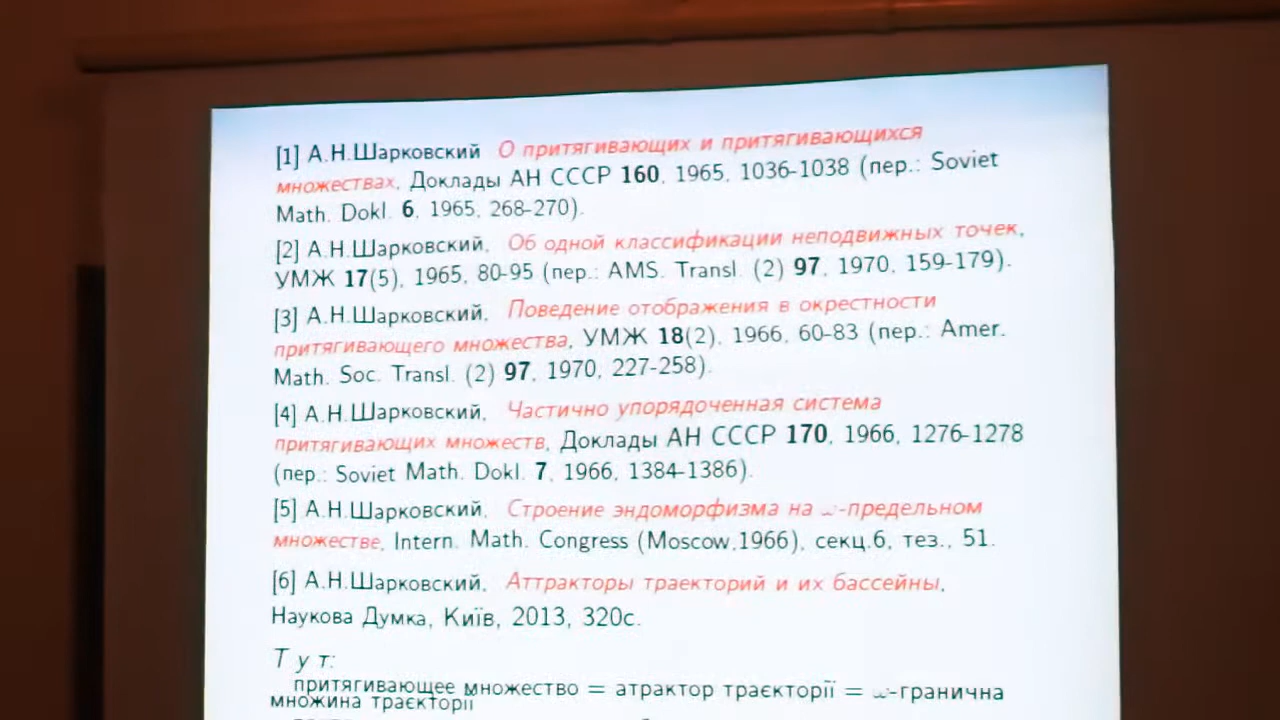 [1] А.Н.Шарковский О притягивающих и притягивающихся
множествах, Доклады АН СССР 160, 1965, 1036-1038 (пер.: Soviet
Math. Dokl. 6, 1965, 268-270).
[2] А.Н.Шарковский, Об одной классификации неподвижных точек,
УМЖ 17(5), 1965, 80-95 (пер.: AMS. Transl. (2) 97, 1970, 159-179).
[3] А.Н.Шарковский, Поведение отображения в окрестности
притягивающего множества, УМЖ 18(2), 1966, 60-83 (пер.: Amer.
Math. Soc. Transl. (2) 97, 1970, 227-258).
[4] А.Н.Шарковский, Частично упорядоченная система
притягивающих множеств, Доклады АН СССР 170, 1966, 1276-1278
(пер.: Soviet Math. Dokl. 7, 1966, 1384-1386).
[5] А.Н.Шарковский, Строение эндоморфизма на ω-предельном
множестве, Intern. Math. Congress (Moscow,1966), секц.6, тез., 51.
[6] А.Н.Шарковский, Аттракторы траекторий и их бассейны,
Наукова Думка, Київ, 2013, 320с.
Т у т:
притягивающее множество = атрактор траєкторії = ω-гранична
множина траєкторії